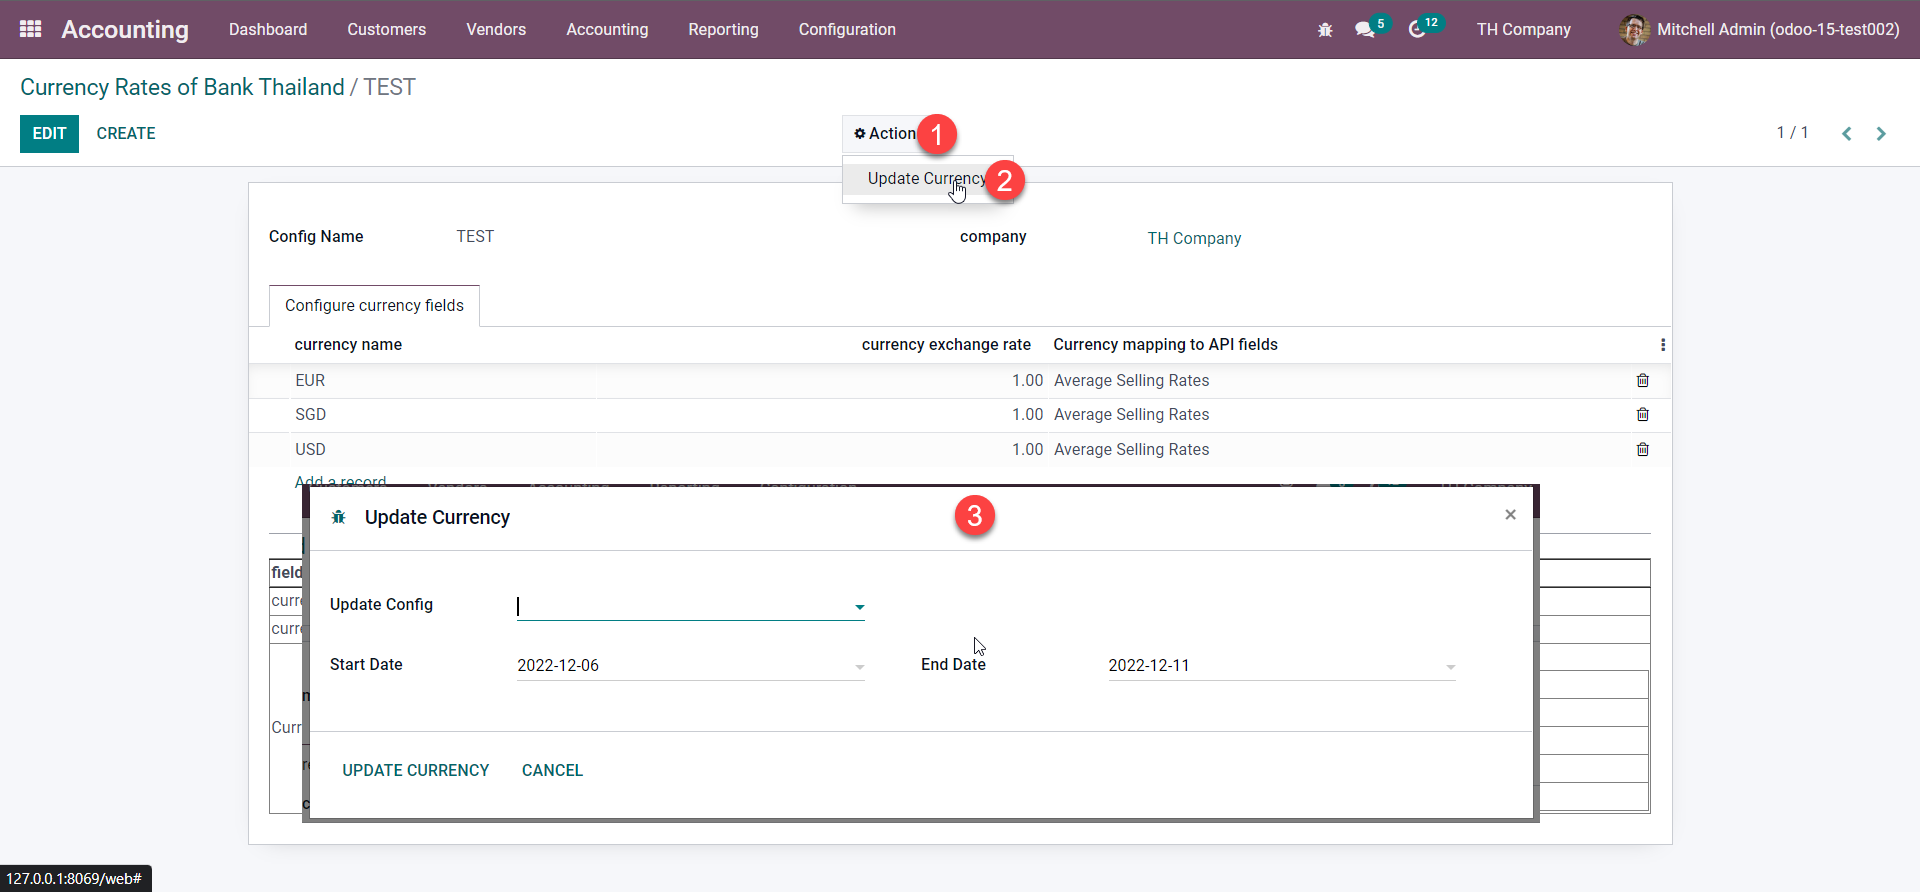 Accounting Dashboard Customers Vendors Accounting Reporting Configuration 5 12 TH Company Mitchell Admin (odoo-15-test002)
Currency Rates of Bank Thailand / TEST
EDIT CREATE Action 1 1 / 1
Update Currency 2
Config Name TEST company TH Company
Configure currency fields
currency name currency exchange rate Currency mapping to API fields
EUR 1.00 Average Selling Rates
SGD 1.00 Average Selling Rates
USD 1.00 Average Selling Rates
Add a record
Update Currency 3 ×
field
Update Config
Start Date 2022-12-06 End Date 2022-12-11
Curr
UPDATE CURRENCY CANCEL
127.0.0.1:8069/web#